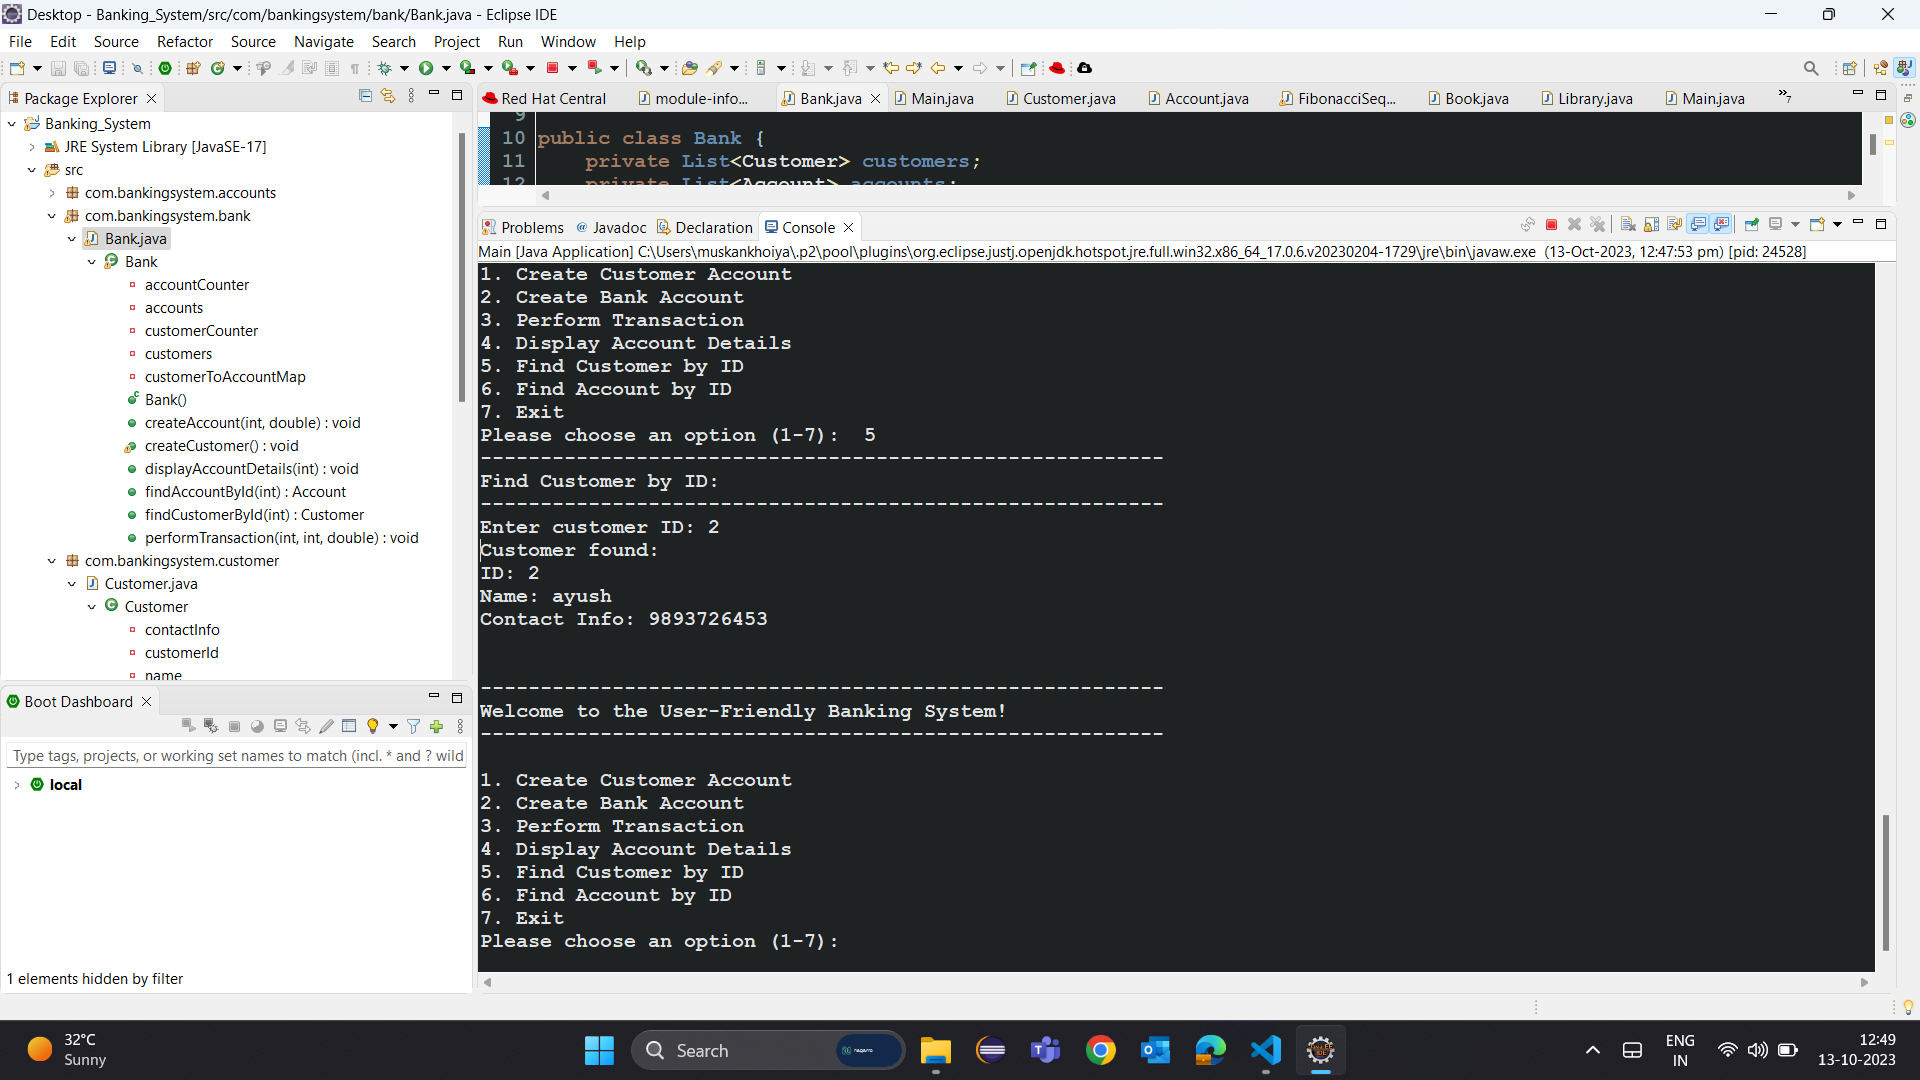 Desktop - Banking_System/src/com/bankingsystem/bank/Bank.java - Eclipse IDE
File Edit Source Refactor Source Navigate Search Project Run Window Help
Package Explorer
Banking_System
JRE System Library [JavaSE-17]
src
com.bankingsystem.accounts
com.bankingsystem.bank
Bank.java
Bank
accountCounter
accounts
customerCounter
customers
customerToAccountMap
Bank()
createAccount(int, double) : void
createCustomer() : void
displayAccountDetails(int) : void
findAccountById(int) : Account
findCustomerById(int) : Customer
performTransaction(int, int, double) : void
com.bankingsystem.customer
Customer.java
Customer
contactInfo
customerId
name
Boot Dashboard
Type tags, projects, or working set names to match (incl. * and ? wild
local
1 elements hidden by filter
Red Hat Central module-info... Bank.java Main.java Customer.java Account.java FibonacciSeq... Book.java Library.java Main.java »7
9
10 public class Bank {
11 private List<Customer> customers;
12 private List<Account> accounts;
Problems @ Javadoc Declaration Console
Main [Java Application] C:\Users\muskankhoiya\.p2\pool\plugins\org.eclipse.justj.openjdk.hotspot.jre.full.win32.x86_64_17.0.6.v20230204-1729\jre\bin\javaw.exe (13-Oct-2023, 12:47:53 pm) [pid: 24528]
1. Create Customer Account
2. Create Bank Account
3. Perform Transaction
4. Display Account Details
5. Find Customer by ID
6. Find Account by ID
7. Exit
Please choose an option (1-7): 5
---------------------------------------------------------
Find Customer by ID:
---------------------------------------------------------
Enter customer ID: 2
Customer found:
ID: 2
Name: ayush
Contact Info: 9893726453
---------------------------------------------------------
Welcome to the User-Friendly Banking System!
---------------------------------------------------------
1. Create Customer Account
2. Create Bank Account
3. Perform Transaction
4. Display Account Details
5. Find Customer by ID
6. Find Account by ID
7. Exit
Please choose an option (1-7):
32°C
Sunny
Search
nagarro
ENG
IN
12:49
13-10-2023